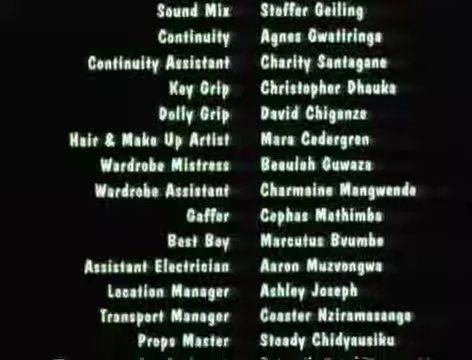 Sound Mix Stoffer Geiling
Continuity Agnes Gwatiringa
Continuity Assistant Charity Santagane
Key Grip Christopher Dhauka
Dolly Grip David Chiganze
Hair & Make Up Artist Mara Cedergren
Wardrobe Mistress Beaulah Guwaza
Wardrobe Assistant Charmaine Mangwende
Gaffer Cephas Mathimba
Best Boy Marcutus Bvumbe
Assistant Electrician Aaron Muzvongwa
Location Manager Ashley Joseph
Transport Manager Coaster Nziramasanga
Props Master Steady Chidyausiku